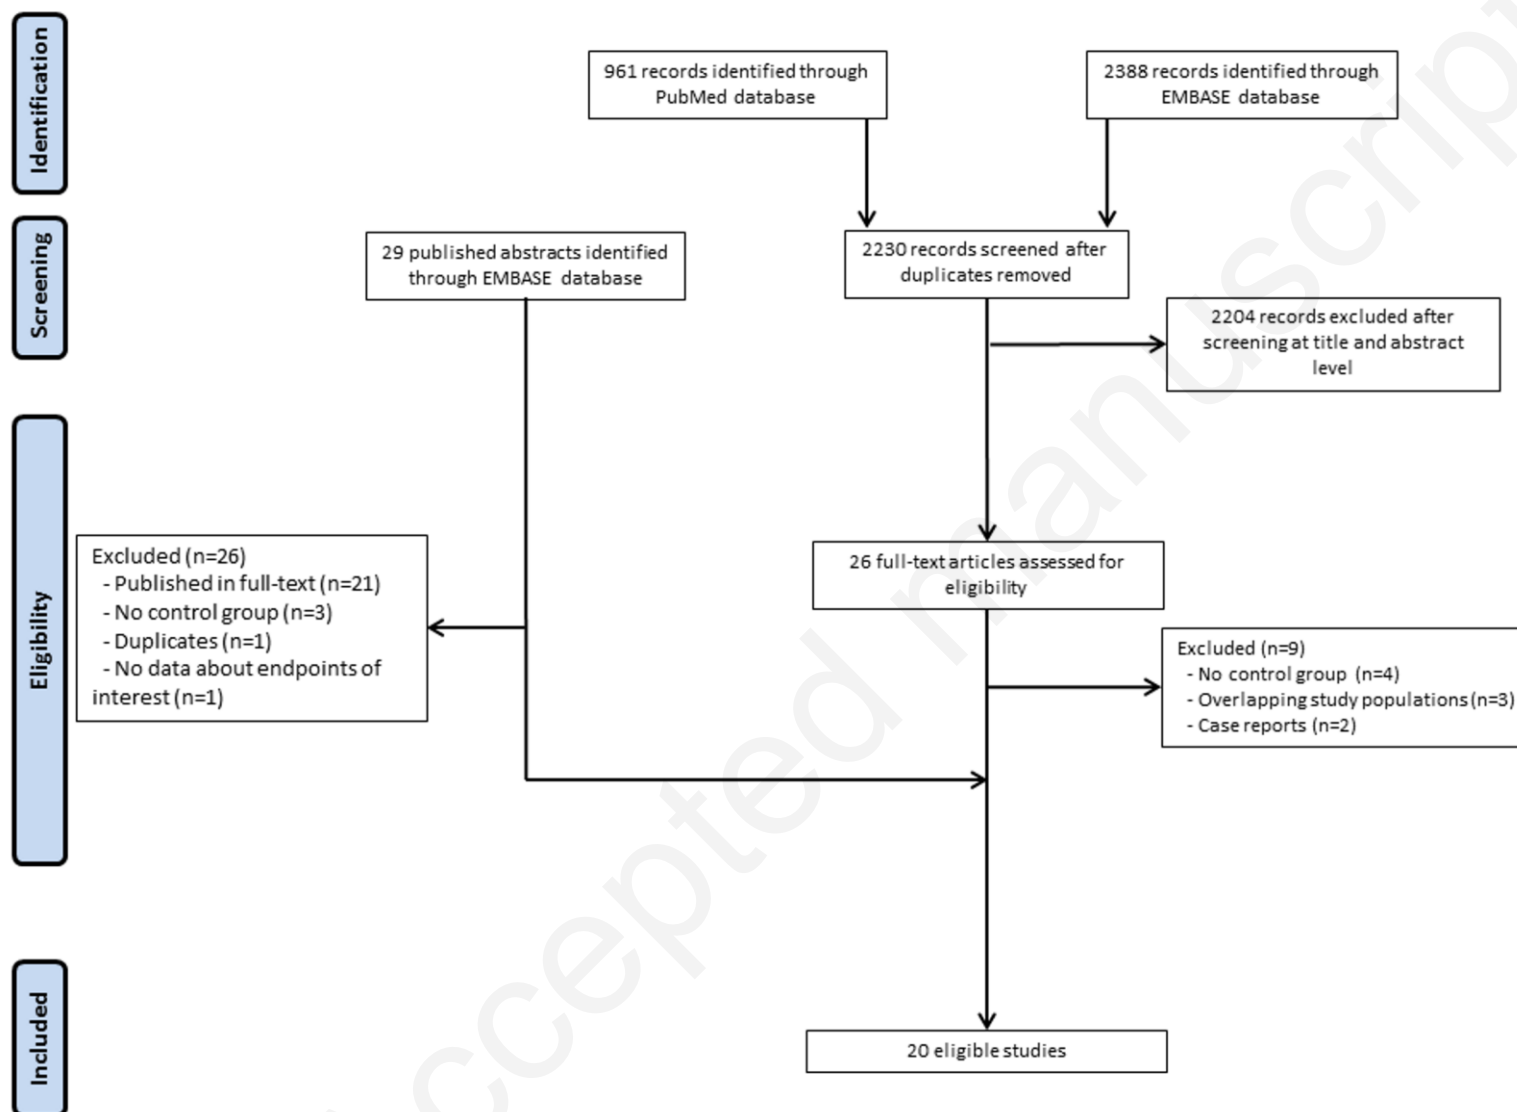 Identification
961 records identified through
PubMed database
2388 records identified through
EMBASE database
Screening
29 published abstracts identified
through EMBASE database
2230 records screened after
duplicates removed
2204 records excluded after
screening at title and abstract
level
Eligibility
Excluded (n=26)
- Published in full-text (n=21)
- No control group (n=3)
- Duplicates (n=1)
- No data about endpoints of
interest (n=1)
26 full-text articles assessed for
eligibility
Excluded (n=9)
- No control group (n=4)
- Overlapping study populations (n=3)
- Case reports (n=2)
Included
20 eligible studies
ccepted manuscrip